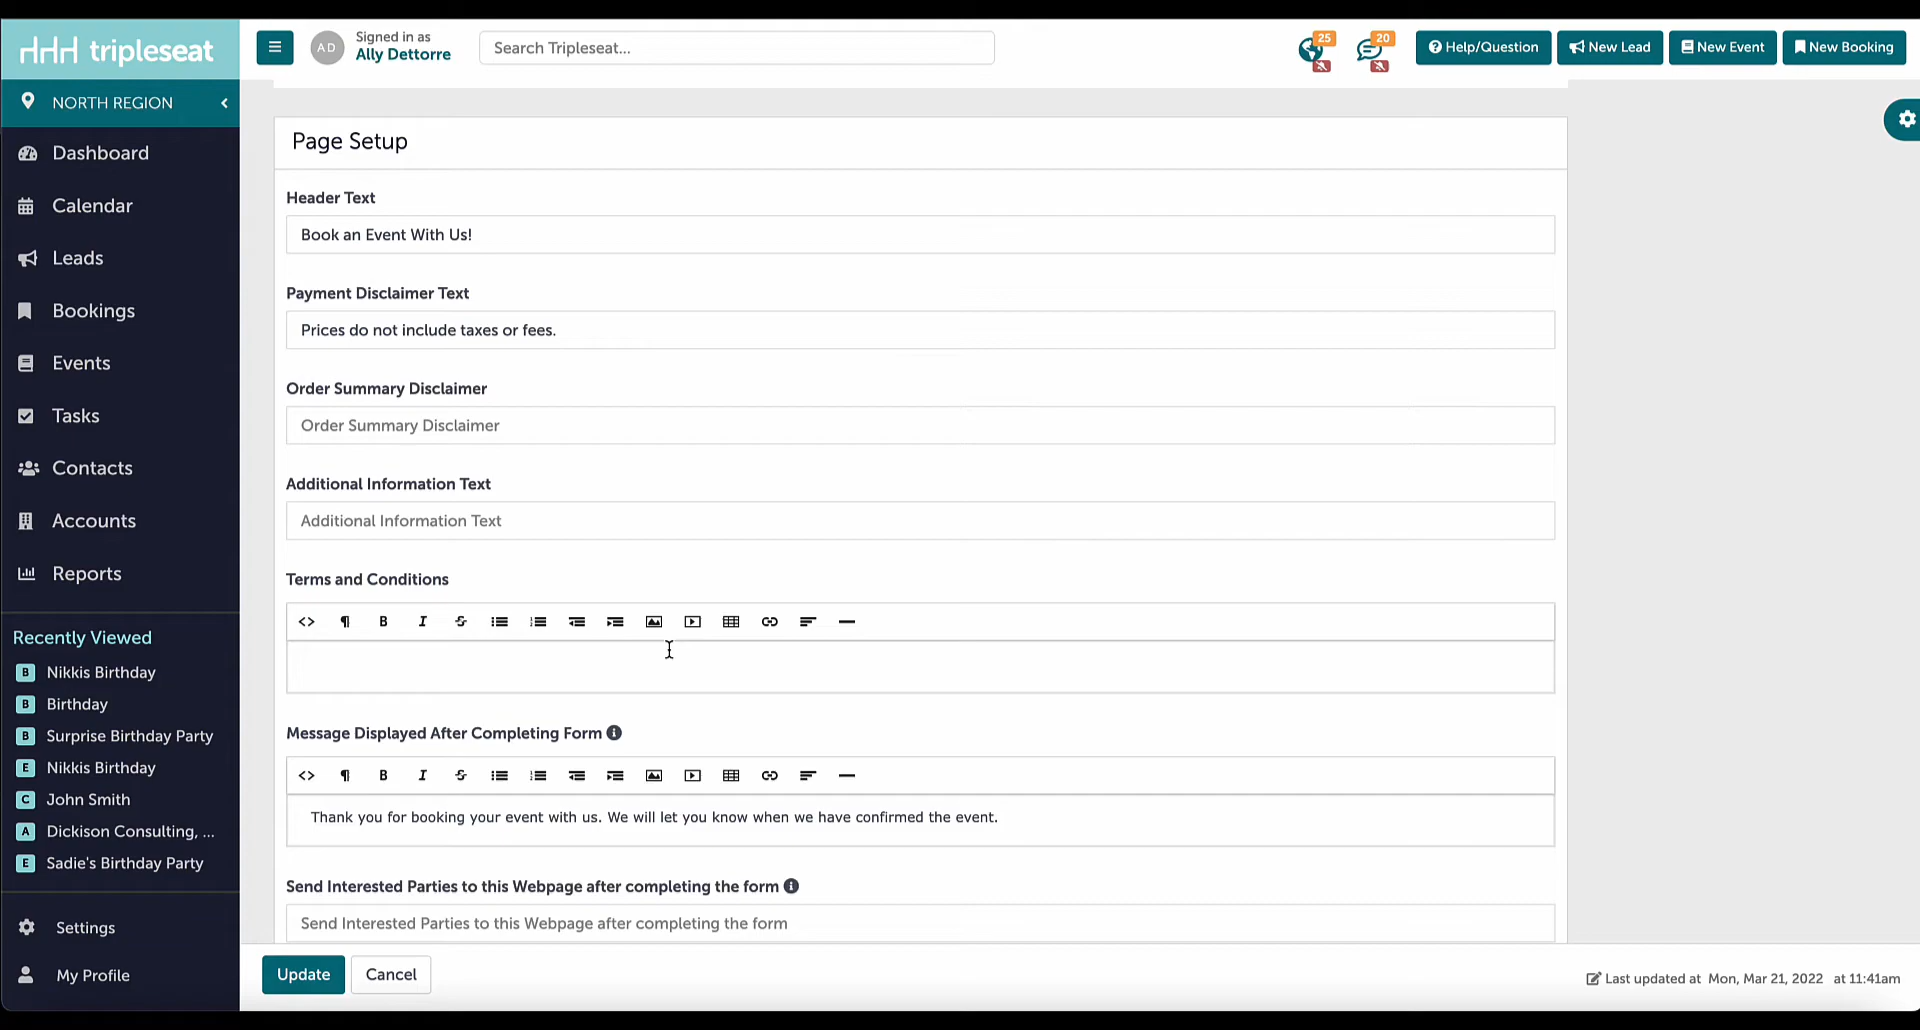 tripleseat
AD
Signed in as
Ally Dettorre
Search Tripleseat...
25
20
Help/Question
New Lead
New Event
New Booking
NORTH REGION
Dashboard
Calendar
Leads
Bookings
Events
Tasks
Contacts
Accounts
Reports
Recently Viewed
B Nikkis Birthday
B Birthday
B Surprise Birthday Party
E Nikkis Birthday
C John Smith
A Dickison Consulting, ...
E Sadie's Birthday Party
Settings
My Profile
Page Setup
Header Text
Book an Event With Us!
Payment Disclaimer Text
Prices do not include taxes or fees.
Order Summary Disclaimer
Order Summary Disclaimer
Additional Information Text
Additional Information Text
Terms and Conditions
Message Displayed After Completing Form
Thank you for booking your event with us. We will let you know when we have confirmed the event.
Send Interested Parties to this Webpage after completing the form
Send Interested Parties to this Webpage after completing the form
Update
Cancel
Last updated at Mon, Mar 21, 2022 at 11:41am